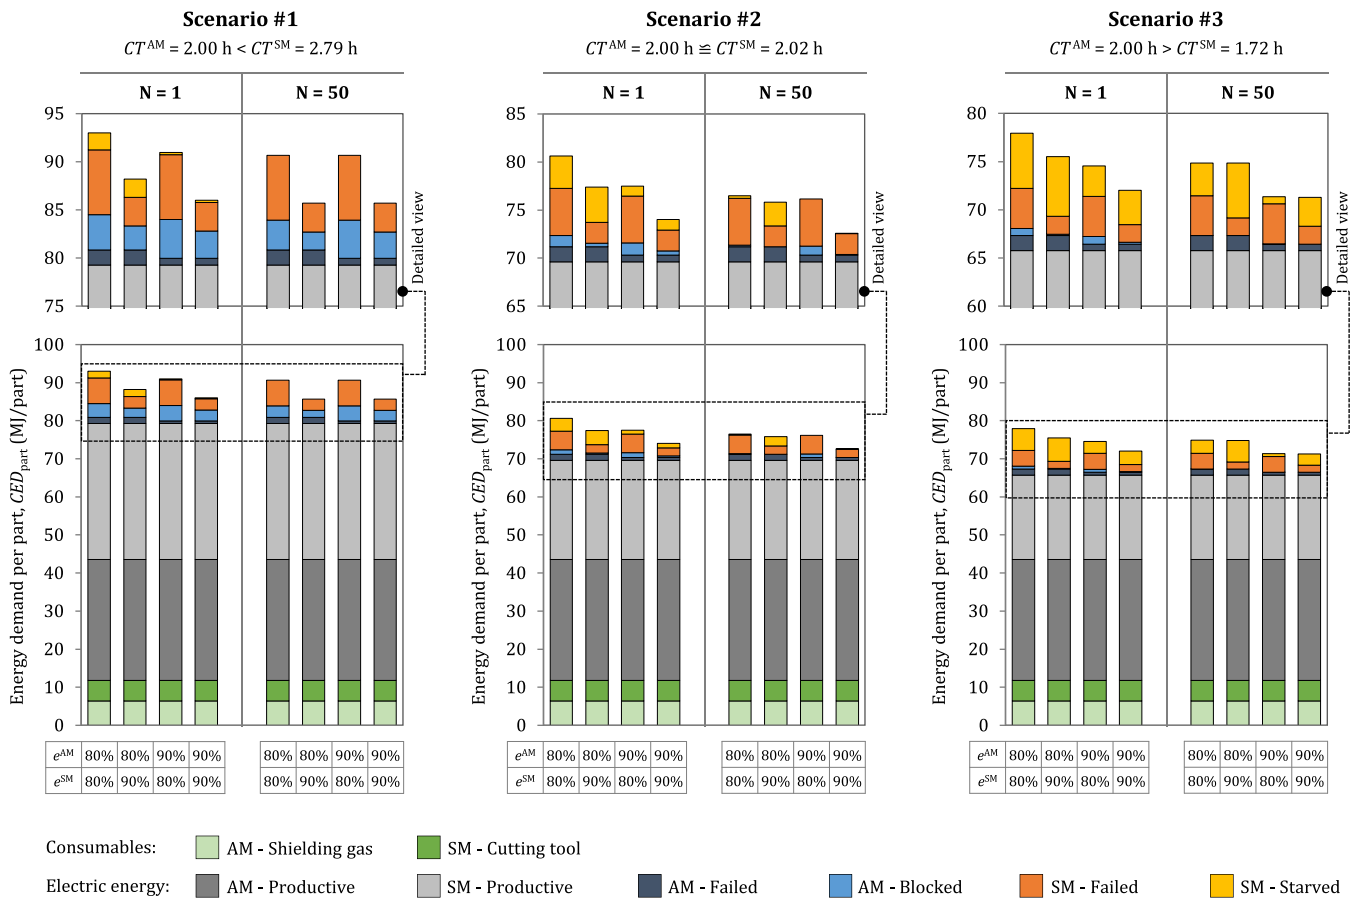 Scenario #1
CT^AM = 2.00 h < CT^SM = 2.79 h
N = 1
N = 50
95
90
85
80
75
Detailed view
100
90
80
70
60
50
40
30
20
10
0
Energy demand per part, CED_part (MJ/part)
e^AM 80% 80% 90% 90% 80% 80% 90% 90%
e^SM 80% 90% 80% 90% 80% 90% 80% 90%
Scenario #2
CT^AM = 2.00 h ≌ CT^SM = 2.02 h
N = 1
N = 50
85
80
75
70
65
Detailed view
100
90
80
70
60
50
40
30
20
10
0
Energy demand per part, CED_part (MJ/part)
e^AM 80% 80% 90% 90% 80% 80% 90% 90%
e^SM 80% 90% 80% 90% 80% 90% 80% 90%
Scenario #3
CT^AM = 2.00 h > CT^SM = 1.72 h
N = 1
N = 50
80
75
70
65
60
Detailed view
100
90
80
70
60
50
40
30
20
10
0
Energy demand per part, CED_part (MJ/part)
e^AM 80% 80% 90% 90% 80% 80% 90% 90%
e^SM 80% 90% 80% 90% 80% 90% 80% 90%
Consumables: AM - Shielding gas SM - Cutting tool
Electric energy: AM - Productive SM - Productive AM - Failed AM - Blocked SM - Failed SM - Starved